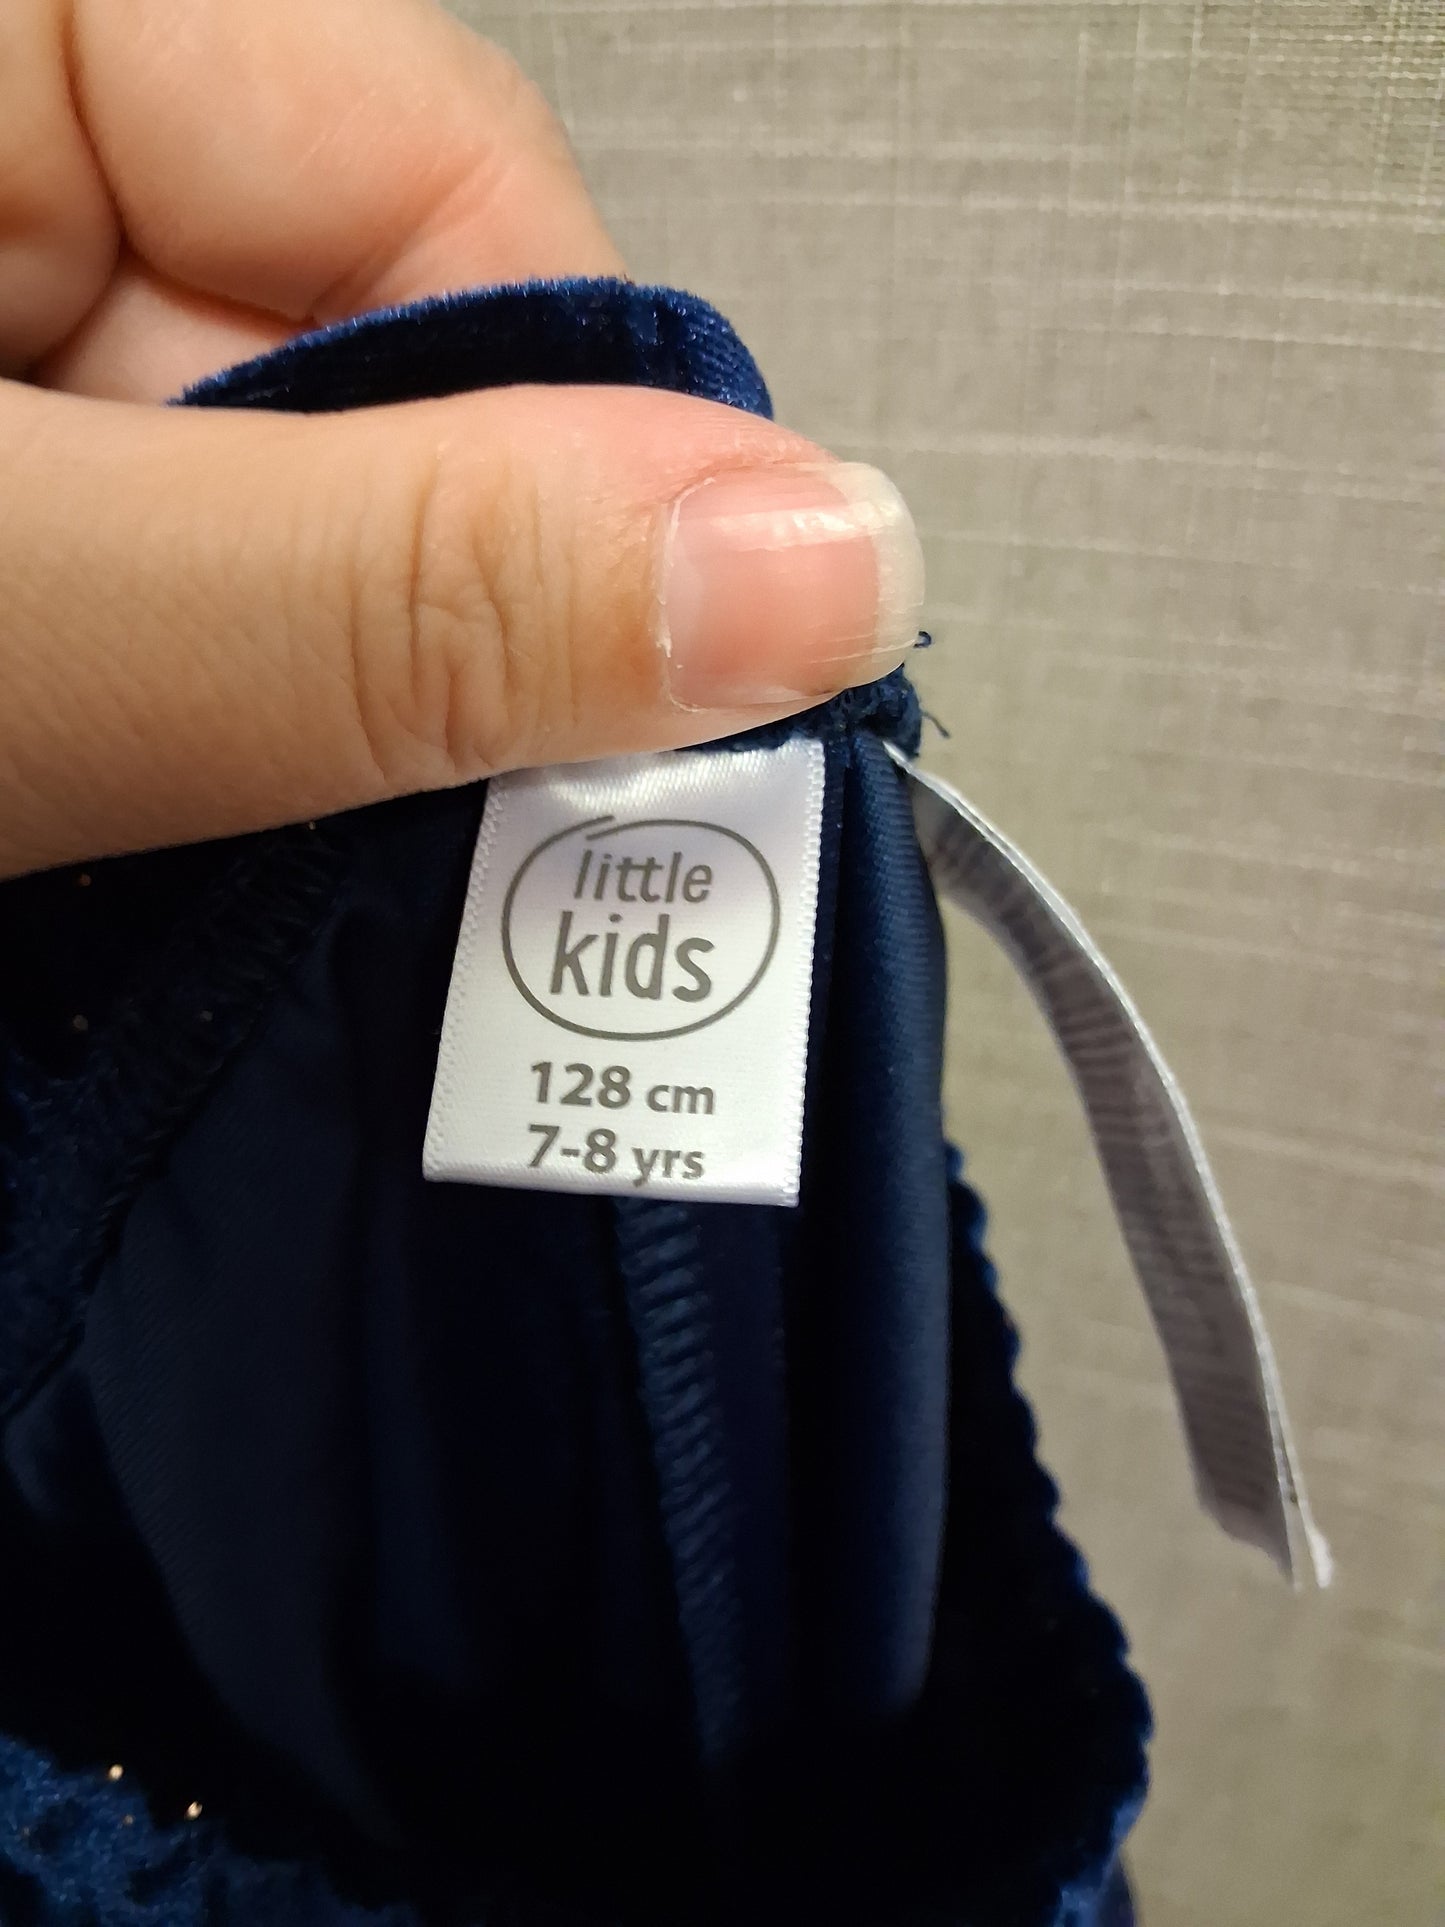 little
kids
128 cm
7-8 yrs